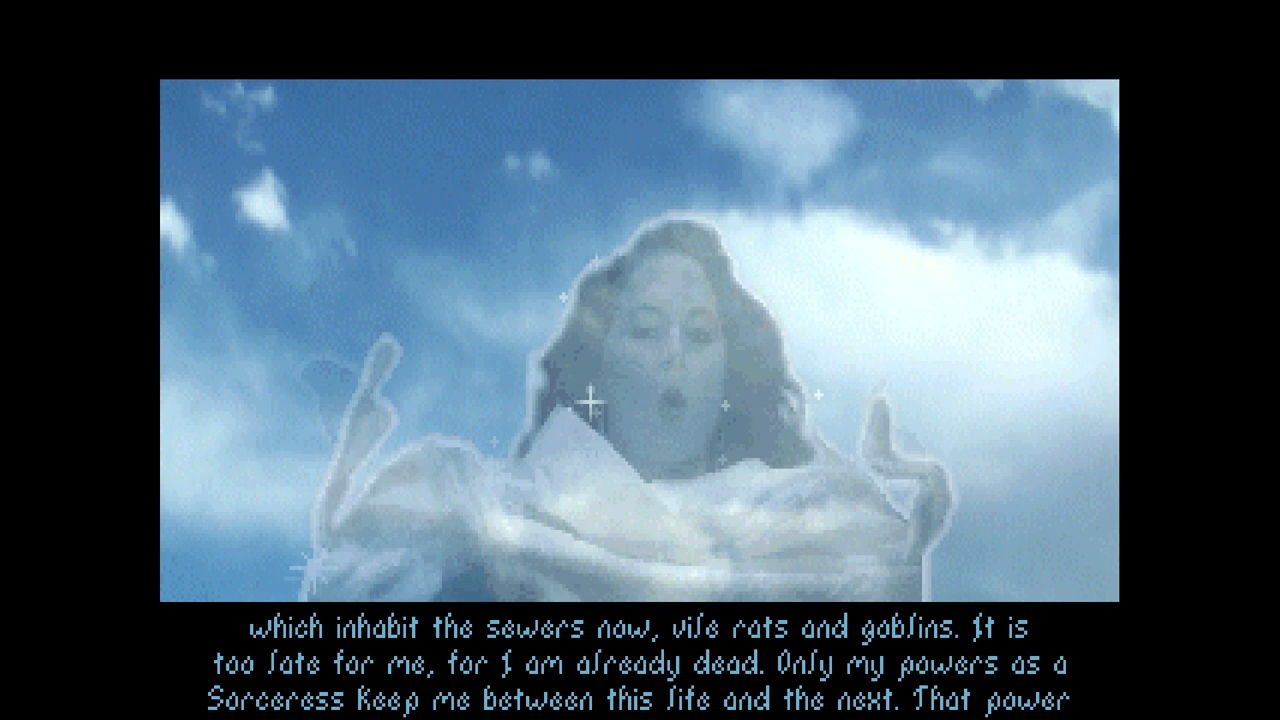 which inhabit the sewers now, vile rats and goblins. It is
too late for me, for I am already dead. Only my powers as a
Sorceress Keep me between this life and the next. That power